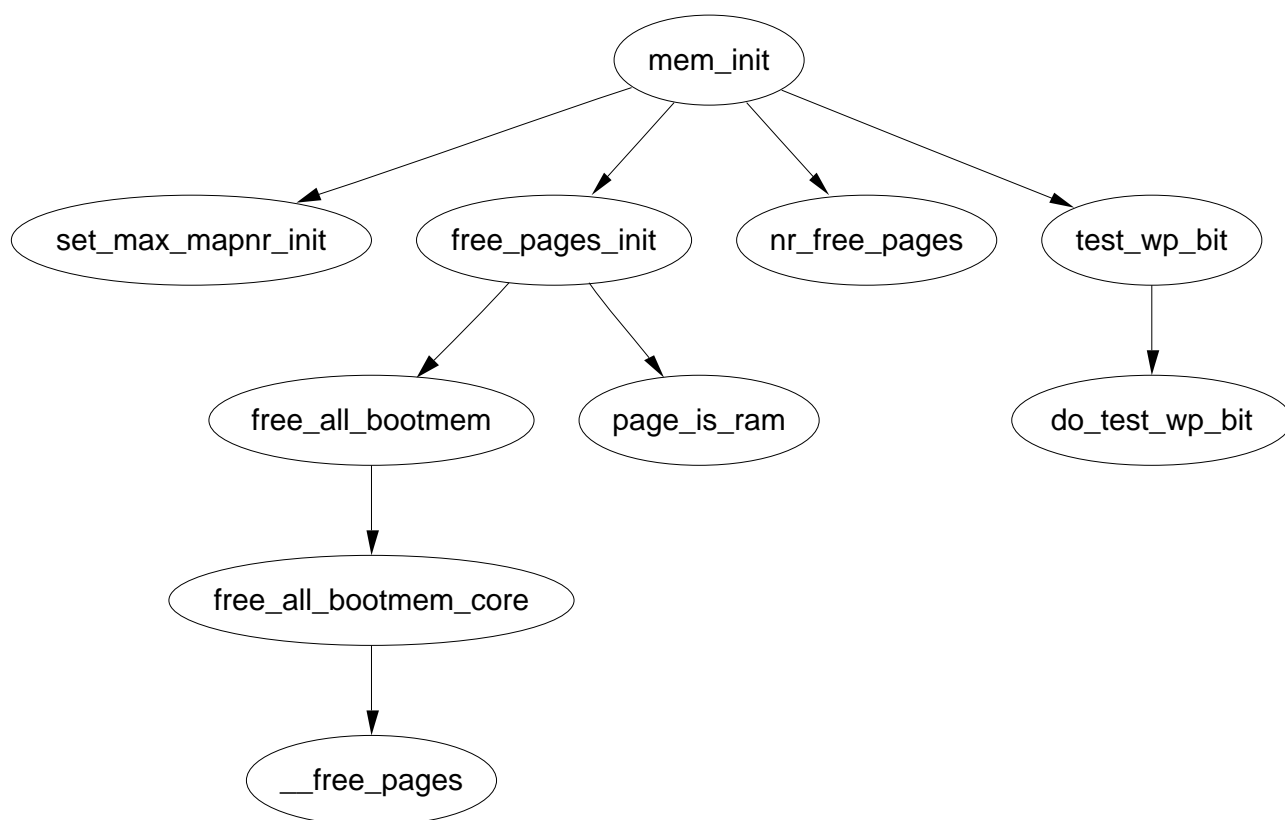 mem_init
set_max_mapnr_init
free_pages_init
nr_free_pages
test_wp_bit
free_all_bootmem
page_is_ram
do_test_wp_bit
free_all_bootmem_core
__free_pages